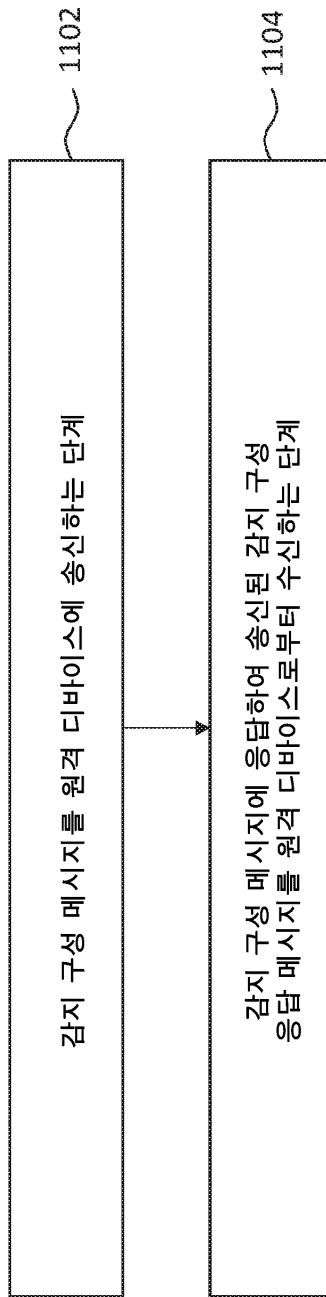 감지 구성 메시지를 원격 디바이스에 송신하는 단계
1102
감지 구성 메시지에 응답하여 송신된 감지 구성
응답 메시지를 원격 디바이스로부터 수신하는 단계
1104